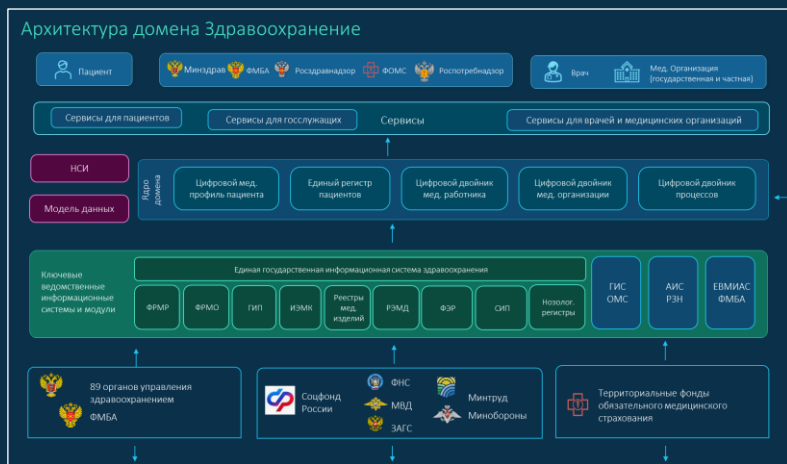 Архитектура домена Здравоохранение
Пациент
Минздрав
ФМБА
Росздравнадзор
ФОМС
Роспотребнадзор
Врач
Мед. Организация
(государственная и частная)
Сервисы для пациентов
Сервисы для госслужащих
Сервисы
Сервисы для врачей и медицинских организаций
НСИ
Модель данных
Ядро
домена
Цифровой мед.
профиль пациента
Единый регистр
пациентов
Цифровой двойник
мед. работника
Цифровой двойник
мед. организации
Цифровой двойник
процессов
Ключевые
ведомственные
информационные
системы и модули
Единая государственная информационная система здравоохранения
ФРМР
ФРМО
ГИП
ИЭМК
Реестры
мед.
изделий
РЭМД
ФЭР
СИП
Нозолог.
регистры
ГИС
ОМС
АИС
РЗН
ЕВМИАС
ФМБА
89 органов управления
здравоохранением
ФМБА
Соцфонд
России
ФНС
МВД
ЗАГС
Минтруд
Минобороны
Территориальные фонды
обязательного медицинского
страхования